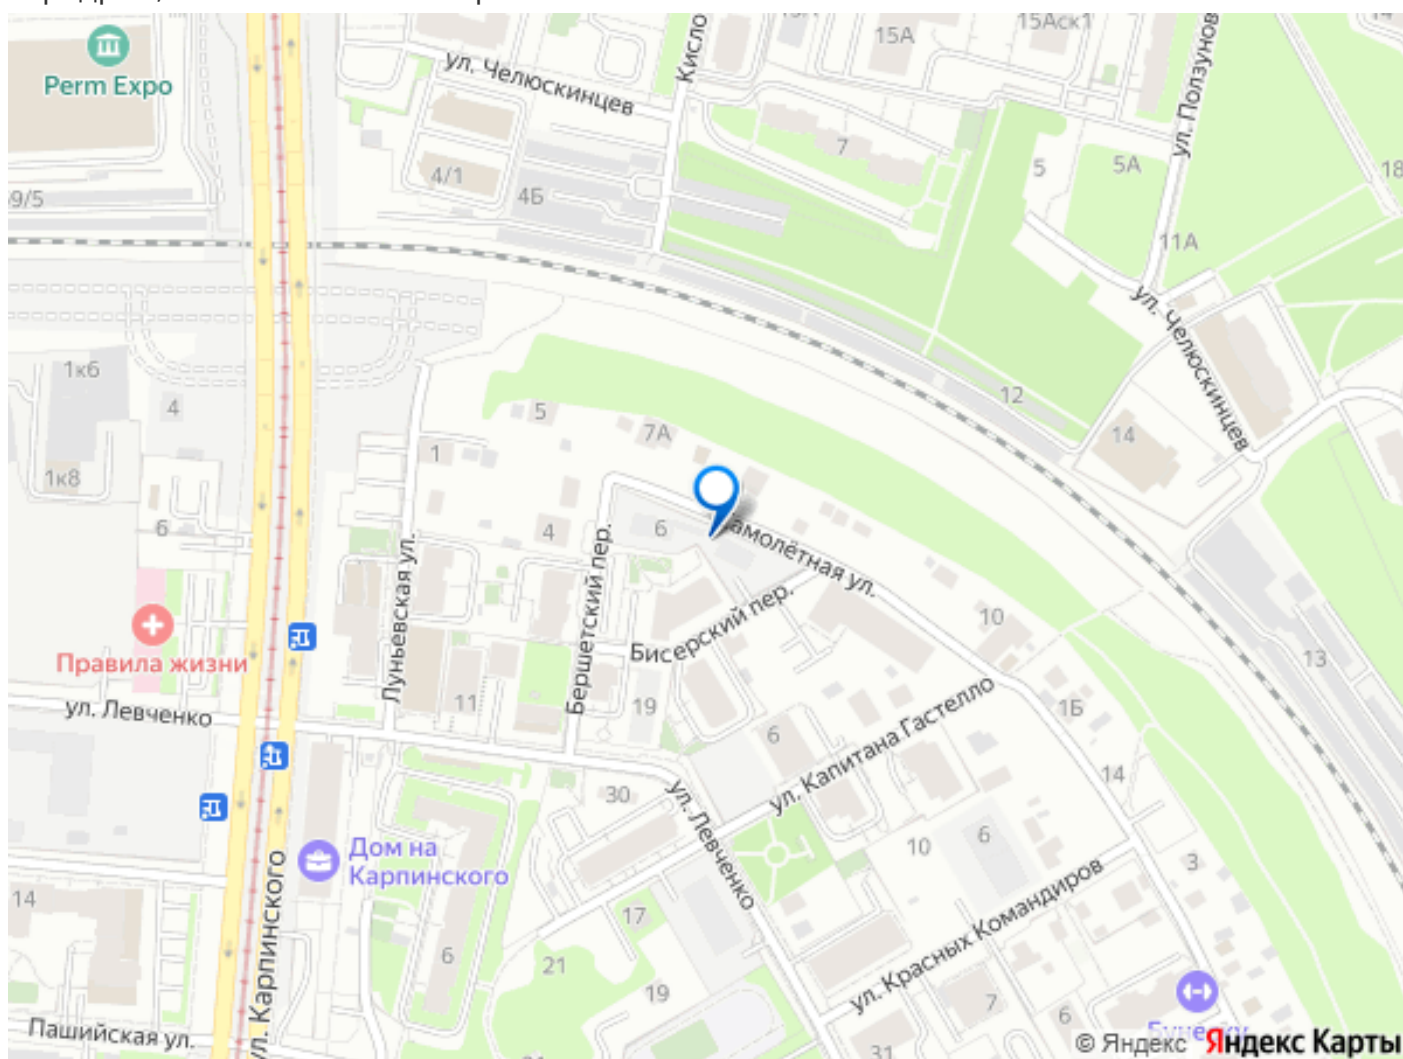 Perm Expo
ул. Челюскинцев
Кисло
15А
15Аск1
14
ул. Ползунов
7
5
5А
18
4/1
4Б
9/5
11А
ул. Челюскинцев
1к6
4
5
7А
12
14
1
1к8
6
4
6
Самолётная ул.
Луньевская ул.
Бершетский пер.
Бисерский пер.
10
13
Правила жизни
ул. Левченко
11
19
6
ул. Капитана Гастелло
1Б
14
30
ул. Левченко
Дом на
Карпинского
10
6
3
14
ул. Карпинского
17
6
21
19
ул. Красных Командиров
7
6
Пашийская ул.
31
© Яндекс Яндекс Карты